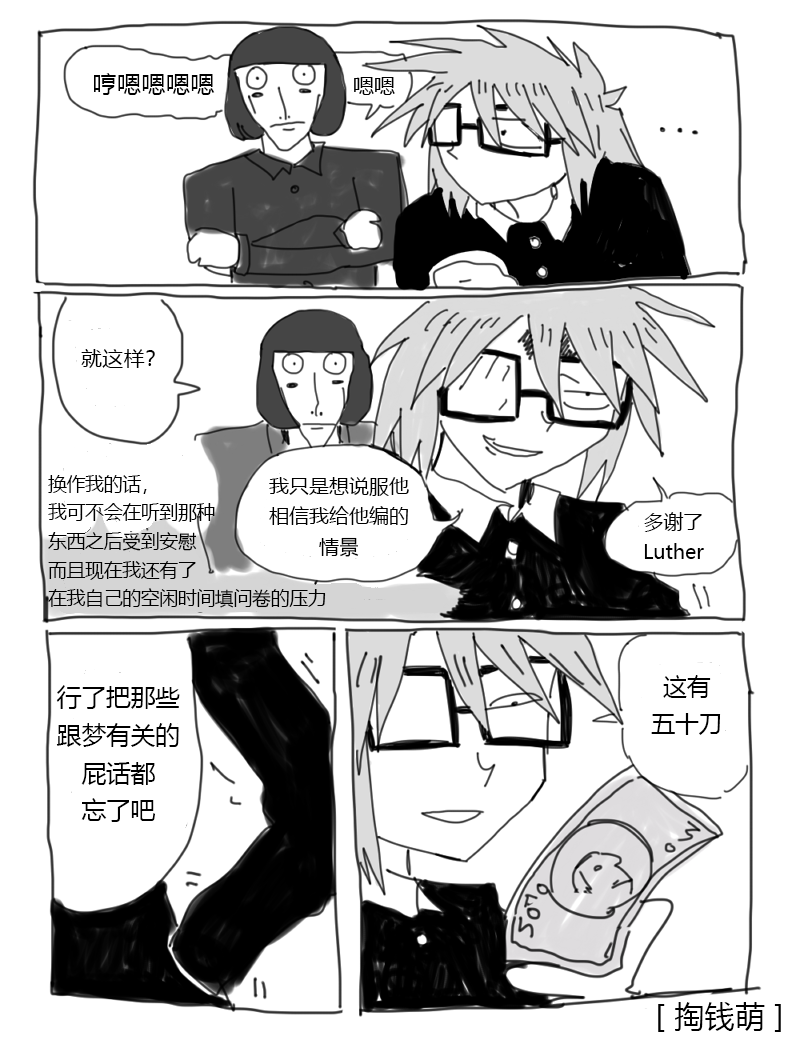 哼嗯嗯嗯嗯
嗯嗯
...
就这样？
换作我的话，
我可不会在听到那种
东西之后受到安慰
而且现在我还有了
在我自己的空闲时间填问卷的压力
我只是想说服他
相信我给他编的
情景
多谢了
Luther
行了把那些
跟梦有关的
屁话都
忘了吧
这有
五十刀
50
[ 掏钱萌 ]